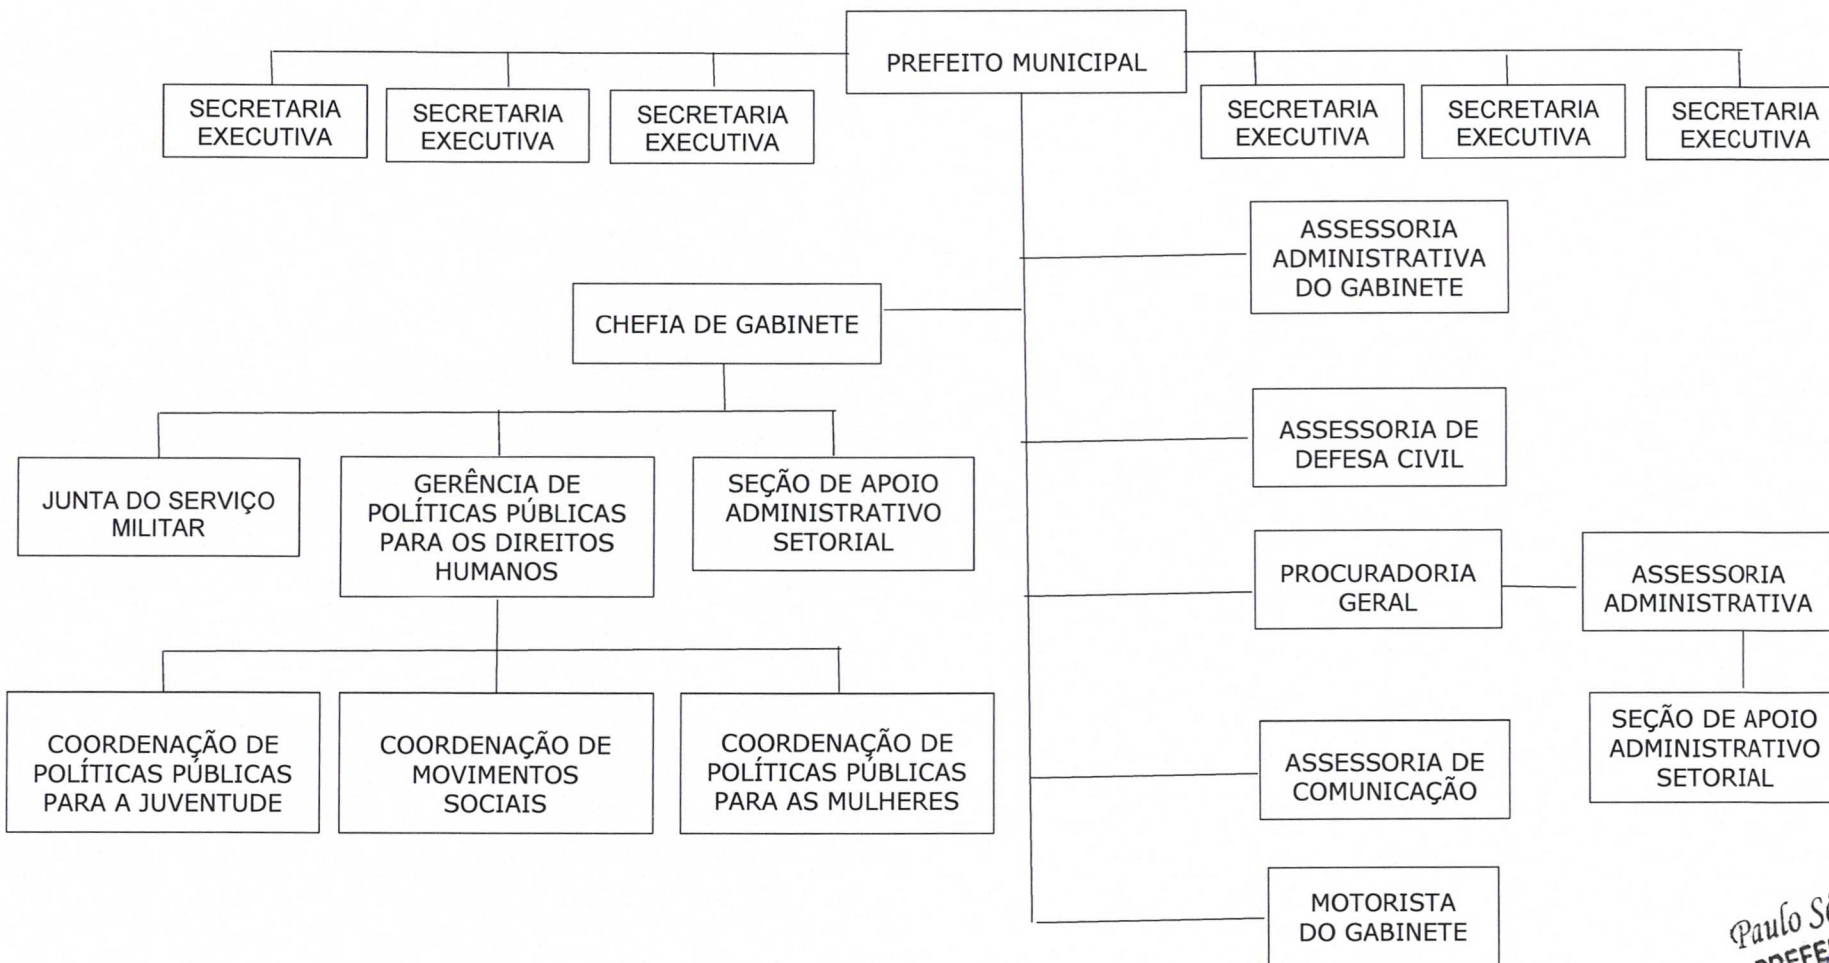 PREFEITO MUNICIPAL
SECRETARIA
EXECUTIVA
SECRETARIA
EXECUTIVA
SECRETARIA
EXECUTIVA
SECRETARIA
EXECUTIVA
SECRETARIA
EXECUTIVA
SECRETARIA
EXECUTIVA
ASSESSORIA
ADMINISTRATIVA
DO GABINETE
CHEFIA DE GABINETE
ASSESSORIA DE
DEFESA CIVIL
JUNTA DO SERVIÇO
MILITAR
GERÊNCIA DE
POLÍTICAS PÚBLICAS
PARA OS DIREITOS
HUMANOS
SEÇÃO DE APOIO
ADMINISTRATIVO
SETORIAL
PROCURADORIA
GERAL
ASSESSORIA
ADMINISTRATIVA
COORDENAÇÃO DE
POLÍTICAS PÚBLICAS
PARA A JUVENTUDE
COORDENAÇÃO DE
MOVIMENTOS
SOCIAIS
COORDENAÇÃO DE
POLÍTICAS PÚBLICAS
PARA AS MULHERES
ASSESSORIA DE
COMUNICAÇÃO
SEÇÃO DE APOIO
ADMINISTRATIVO
SETORIAL
MOTORISTA
DO GABINETE
Paulo